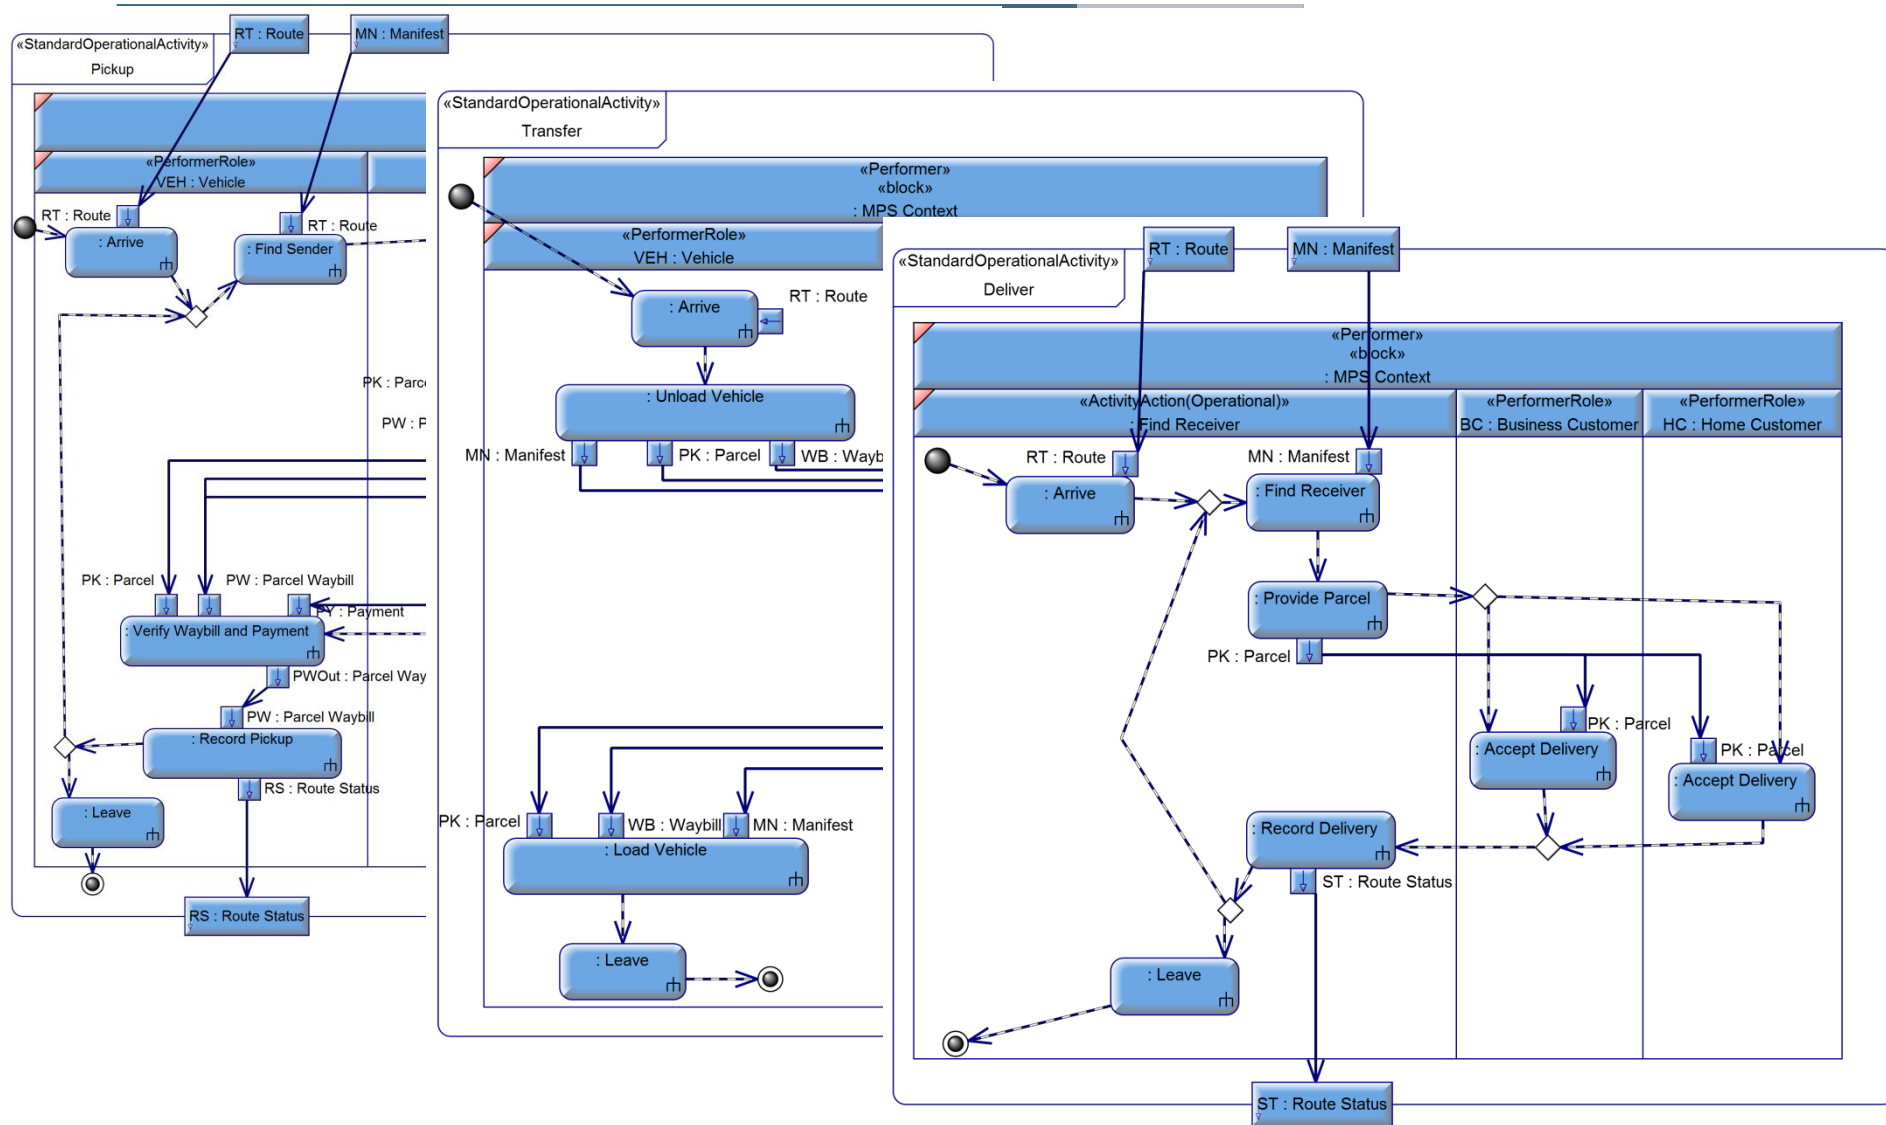 RT : Route
MN : Manifest
«StandardOperationalActivity»
Pickup
«PerformerRole»
VEH : Vehicle
RT : Route
RT : Route
: Arrive
: Find Sender
PK :
PW :
PK : Parcel
PW : Parcel Waybill
PY : Payment
: Verify Waybill and Payment
PWOut : Parcel Way
PW : Parcel Waybill
: Record Pickup
RS : Route Status
: Leave
RS : Route Status
«StandardOperationalActivity»
Transfer
«Performer»
«block»
: MPS Context
«PerformerRole»
VEH : Vehicle
RT : Route
: Arrive
: Unload Vehicle
MN : Manifest
PK : Parcel
WB : Wayb
PK : Parcel
WB : Waybill
MN : Manifest
: Load Vehicle
: Leave
RT : Route
MN : Manifest
«StandardOperationalActivity»
Deliver
«Performer»
«block»
: MPS Context
«ActivityAction(Operational)»
: Find Receiver
«PerformerRole»
BC : Business Customer
«PerformerRole»
HC : Home Customer
RT : Route
MN : Manifest
: Arrive
: Find Receiver
: Provide Parcel
PK : Parcel
PK : Parcel
: Accept Delivery
PK : Parcel
: Accept Delivery
: Record Delivery
ST : Route Status
: Leave
ST : Route Status